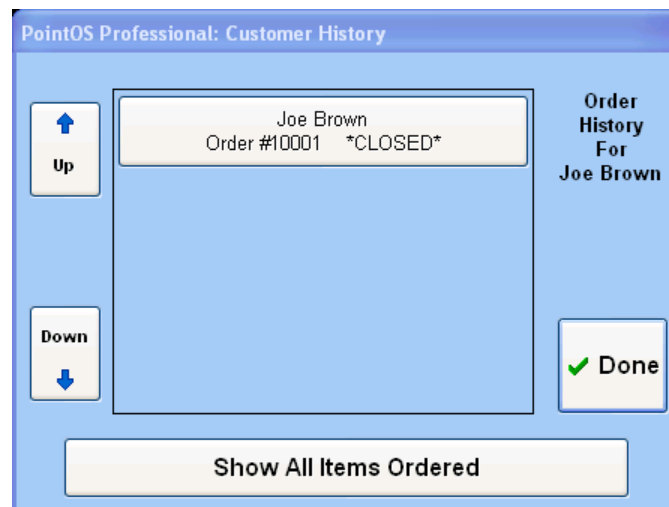 PointOS Professional: Customer History
Up
Joe Brown
Order #10001 *CLOSED*
Order
History
For
Joe Brown
Down
Done
Show All Items Ordered